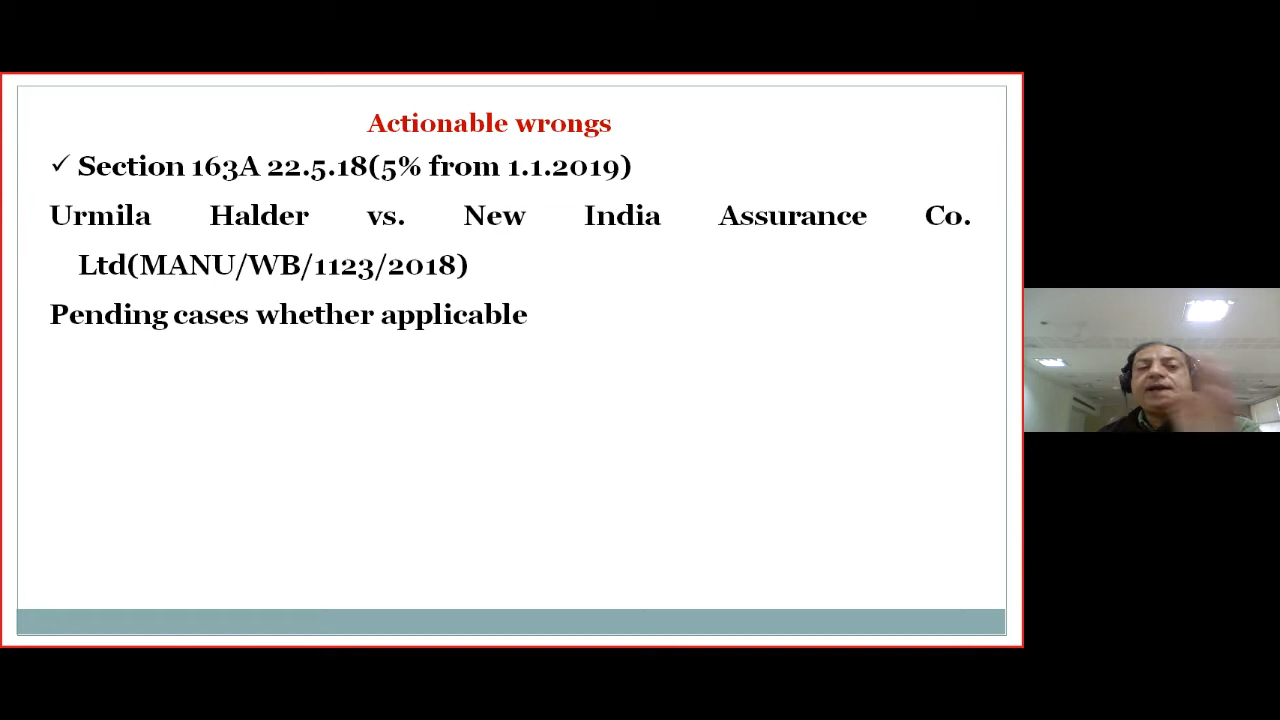 Actionable wrongs
✓ Section 163A 22.5.18(5% from 1.1.2019)
Urmila Halder vs. New India Assurance Co.
Ltd(MANU/WB/1123/2018)
Pending cases whether applicable